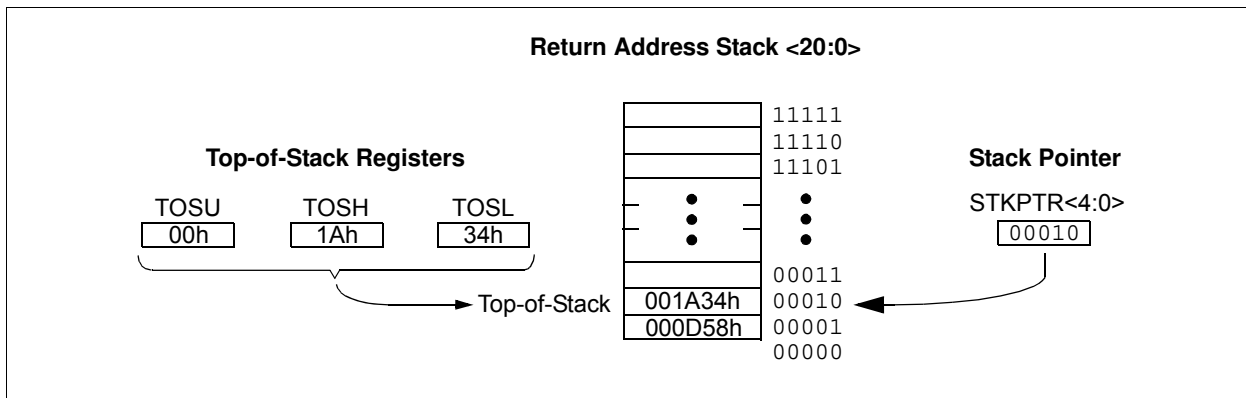 Return Address Stack <20:0>
Top-of-Stack Registers
TOSU TOSH TOSL
00h 1Ah 34h
11111
11110
11101
Stack Pointer
STKPTR<4:0>
00010
00011
Top-of-Stack 001A34h 00010
000D58h 00001
00000